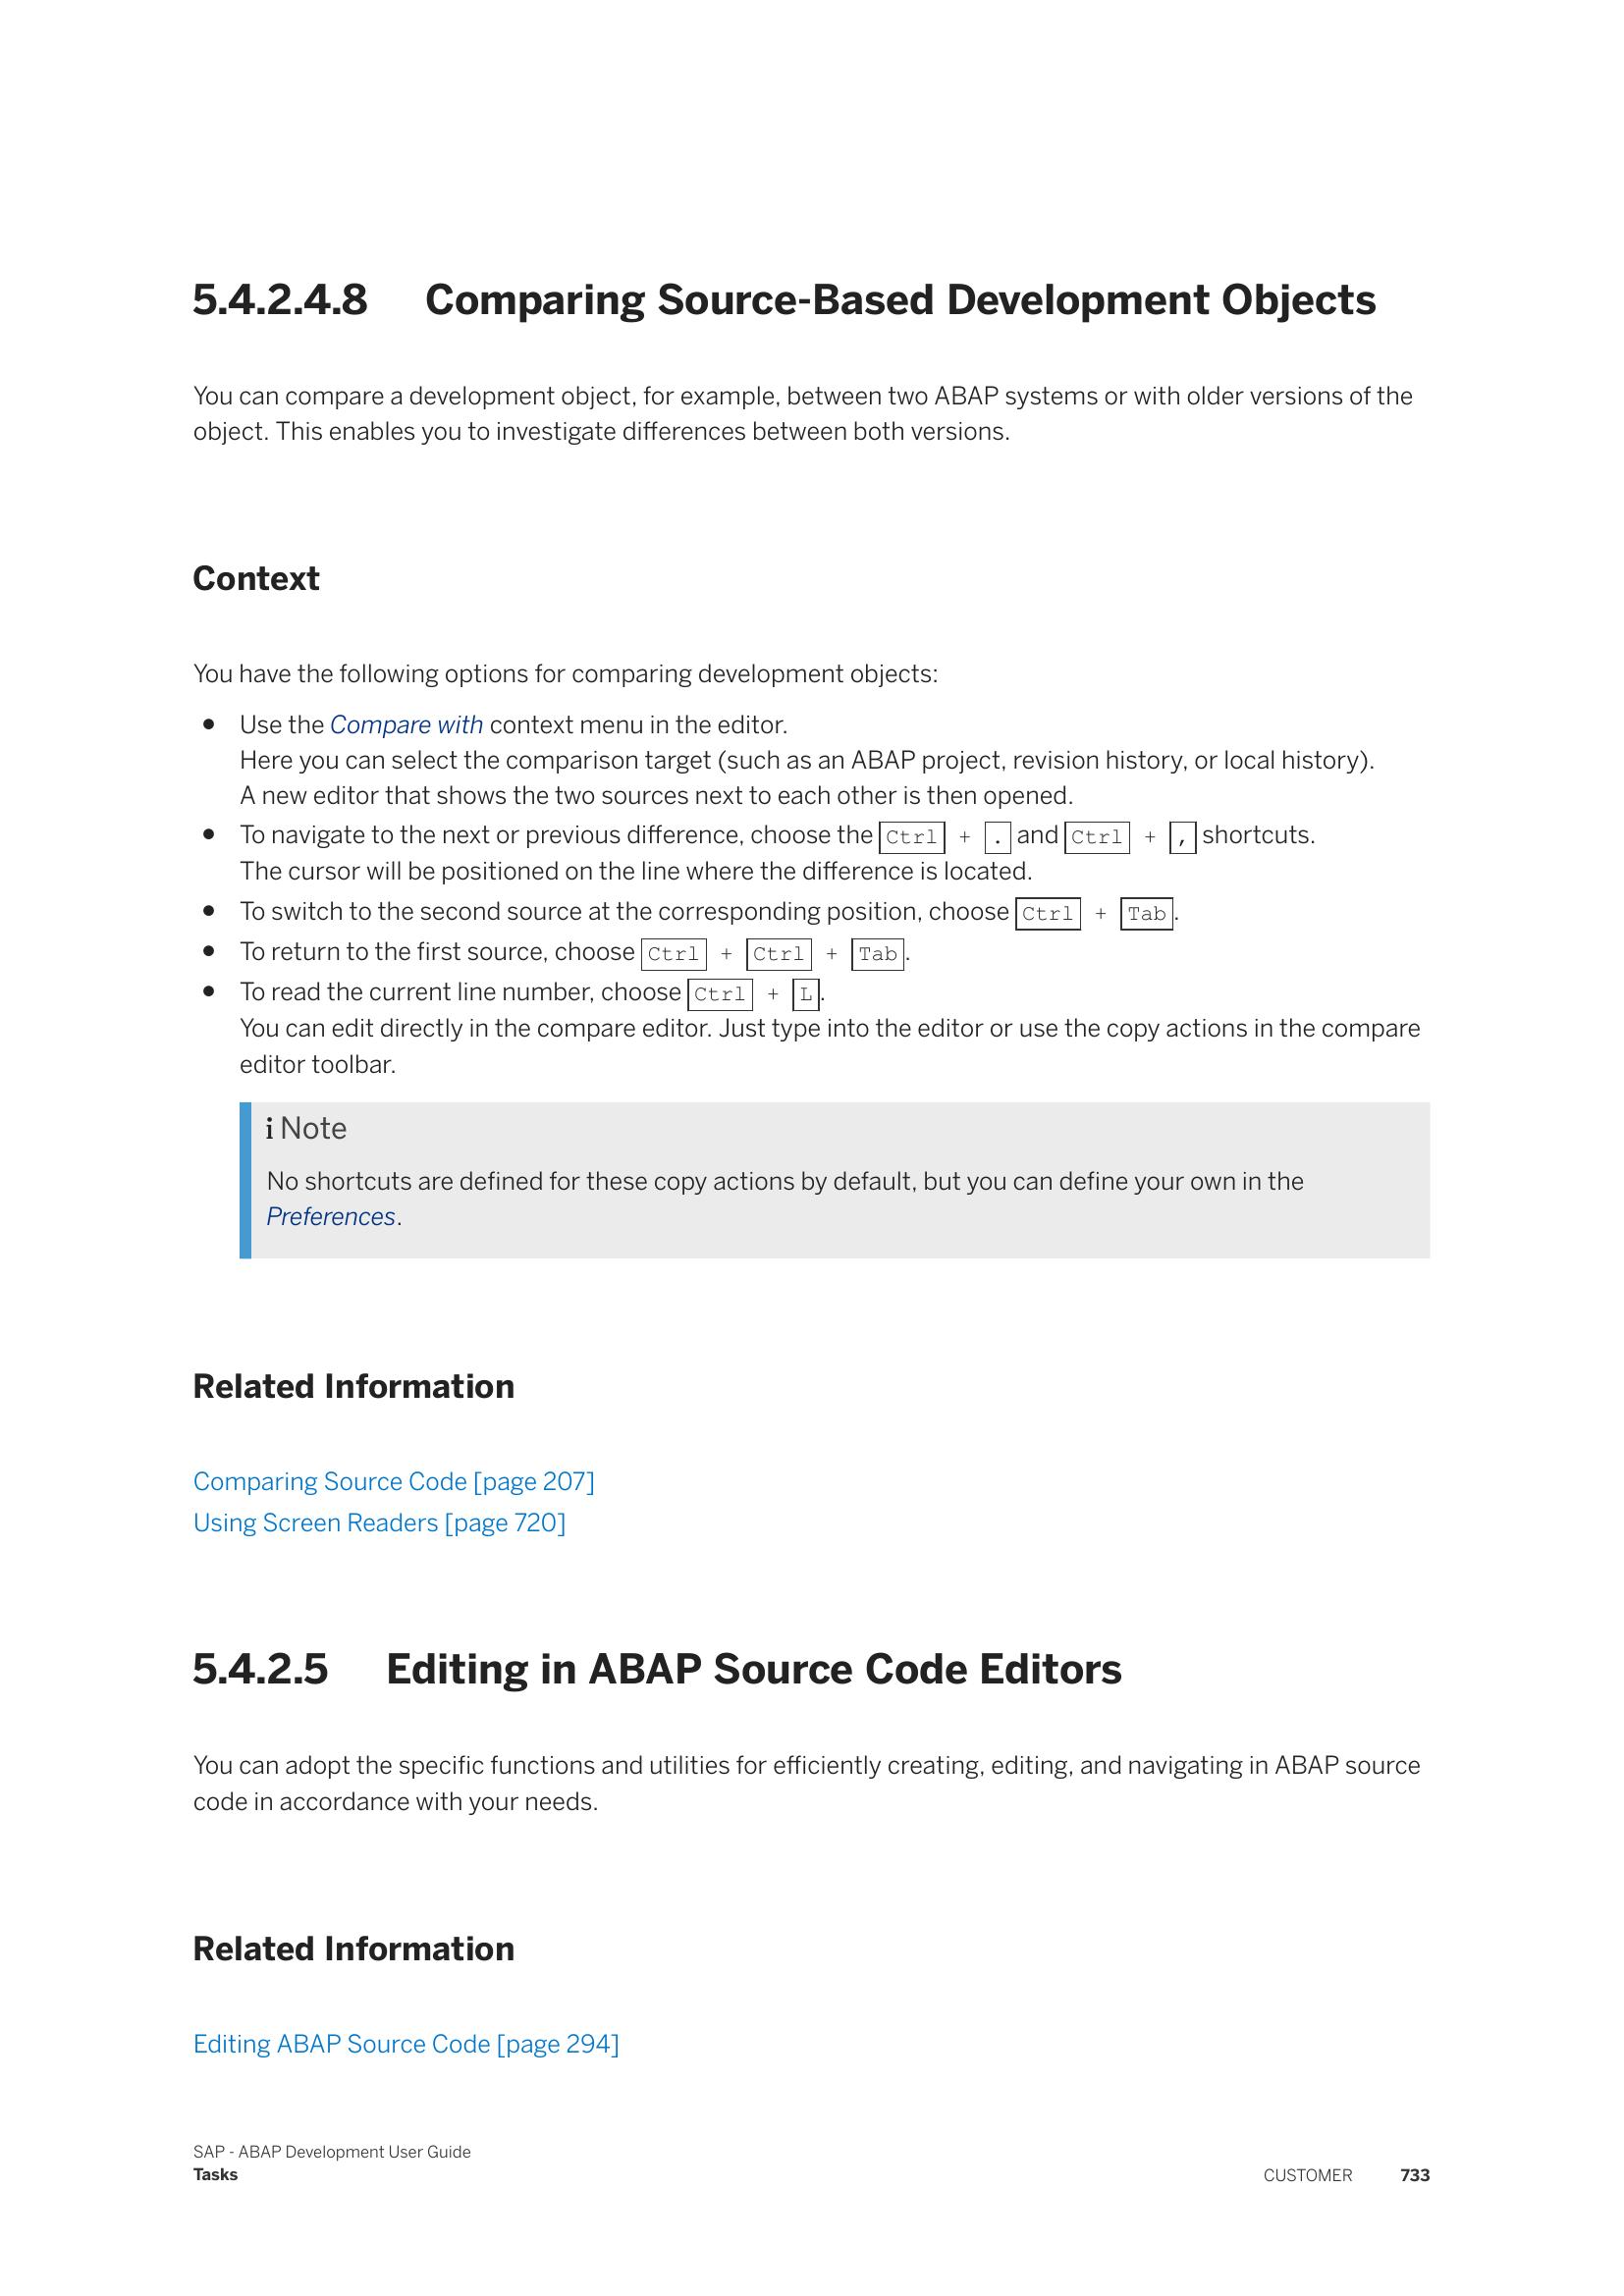 5.4.2.4.8 Comparing Source-Based Development Objects
You can compare a development object, for example, between two ABAP systems or with older versions of the
object. This enables you to investigate differences between both versions.
Context
You have the following options for comparing development objects:
● Use the Compare with context menu in the editor.
Here you can select the comparison target (such as an ABAP project, revision history, or local history).
A new editor that shows the two sources next to each other is then opened.
● To navigate to the next or previous difference, choose the Ctrl + . and Ctrl + , shortcuts.
The cursor will be positioned on the line where the difference is located.
● To switch to the second source at the corresponding position, choose Ctrl + Tab.
● To return to the first source, choose Ctrl + Ctrl + Tab.
● To read the current line number, choose Ctrl + L.
You can edit directly in the compare editor. Just type into the editor or use the copy actions in the compare
editor toolbar.
i Note
No shortcuts are defined for these copy actions by default, but you can define your own in the
Preferences.
Related Information
Comparing Source Code [page 207]
Using Screen Readers [page 720]
5.4.2.5 Editing in ABAP Source Code Editors
You can adopt the specific functions and utilities for efficiently creating, editing, and navigating in ABAP source
code in accordance with your needs.
Related Information
Editing ABAP Source Code [page 294]
SAP - ABAP Development User Guide
Tasks
CUSTOMER 733